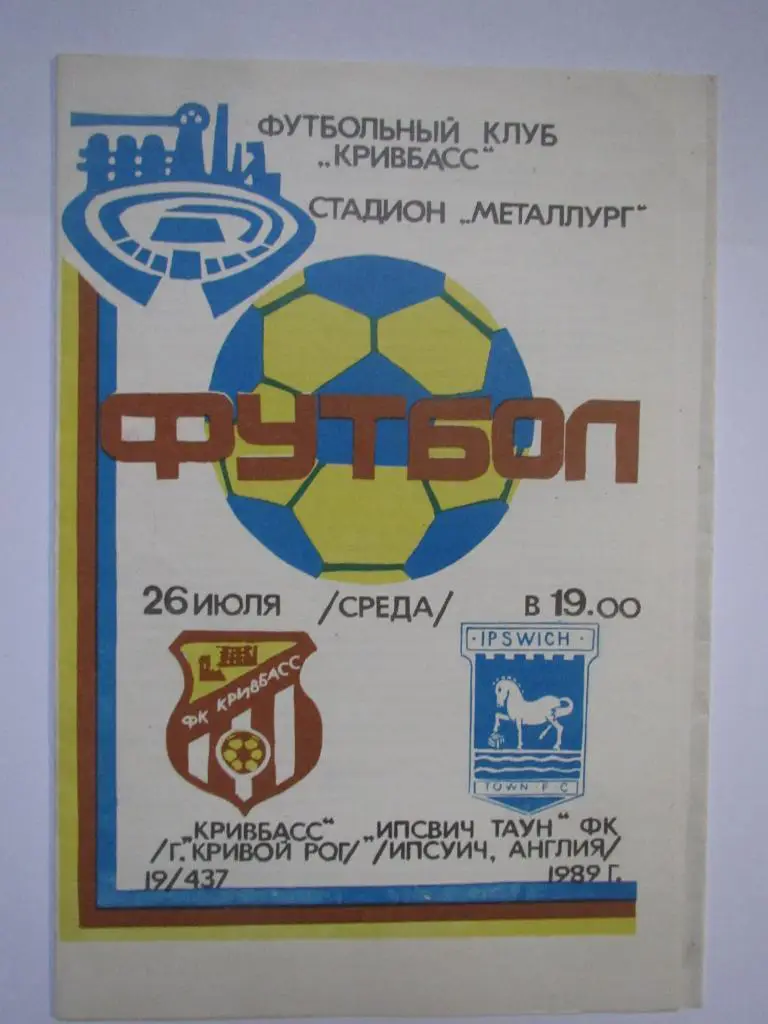 ФУТБОЛЬНЫЙ КЛУБ
„КРИВБАСС“
СТАДИОН „МЕТАЛЛУРГ“
ФУТБОЛ
26 ИЮЛЯ /СРЕДА/ В 19.00
ФК КРИВБАСС
· IPSWICH ·
TOWN F C
„КРИВБАСС“ „ИПСВИЧ ТАУН“ ФК
/Г. КРИВОЙ РОГ/ /ИПСУИЧ, АНГЛИЯ/
19/437 1989 Г.